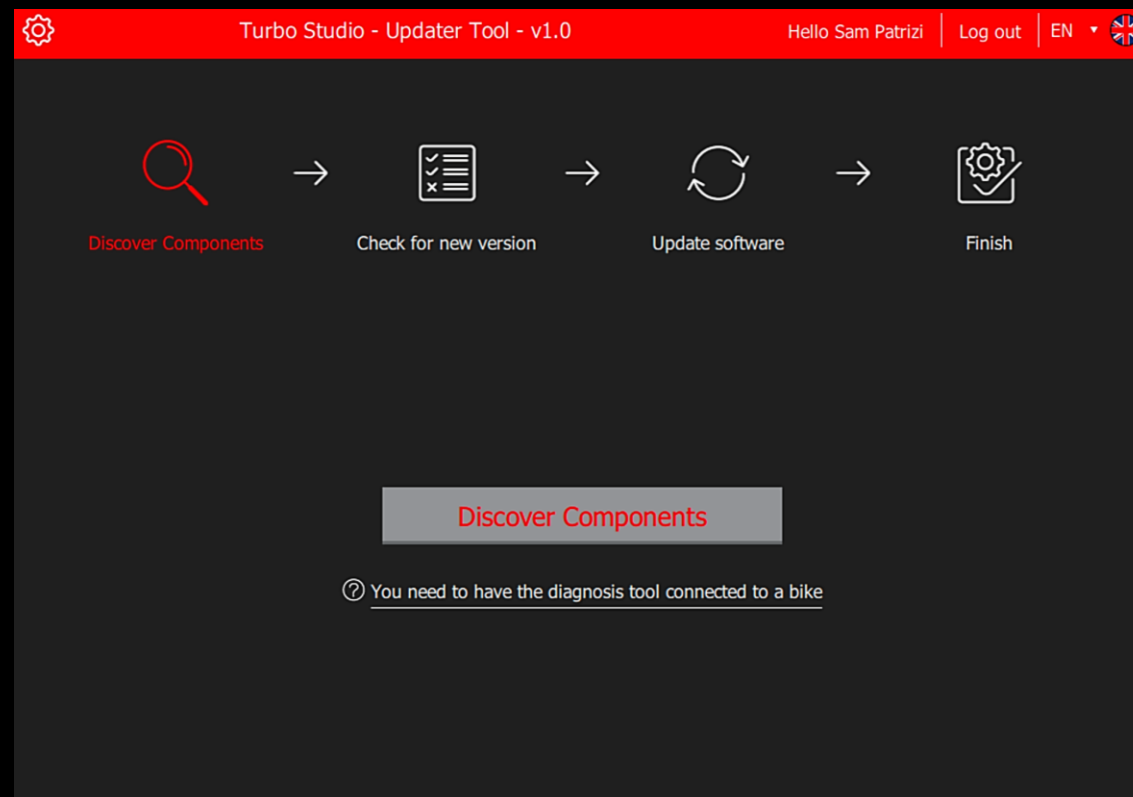 Turbo Studio - Updater Tool - v1.0
Hello Sam Patrizi
Log out
EN
Discover Components
Check for new version
Update software
Finish
Discover Components
You need to have the diagnosis tool connected to a bike